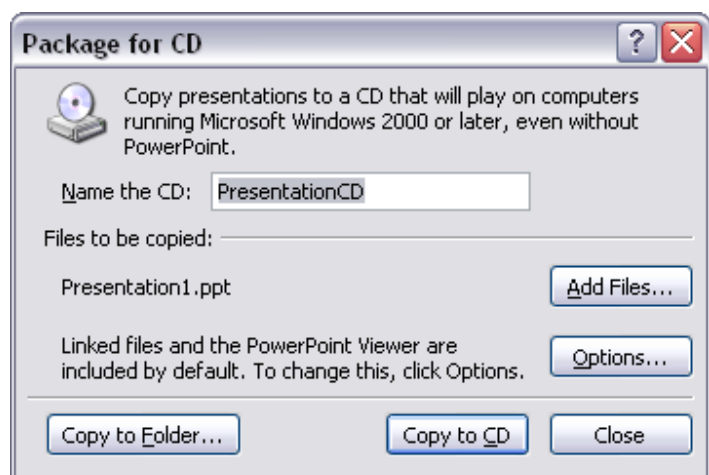 Package for CD
Copy presentations to a CD that will play on computers
running Microsoft Windows 2000 or later, even without
PowerPoint.
Name the CD: PresentationCD
Files to be copied:
Presentation1.ppt Add Files...
Linked files and the PowerPoint Viewer are
included by default. To change this, click Options. Options...
Copy to Folder... Copy to CD Close